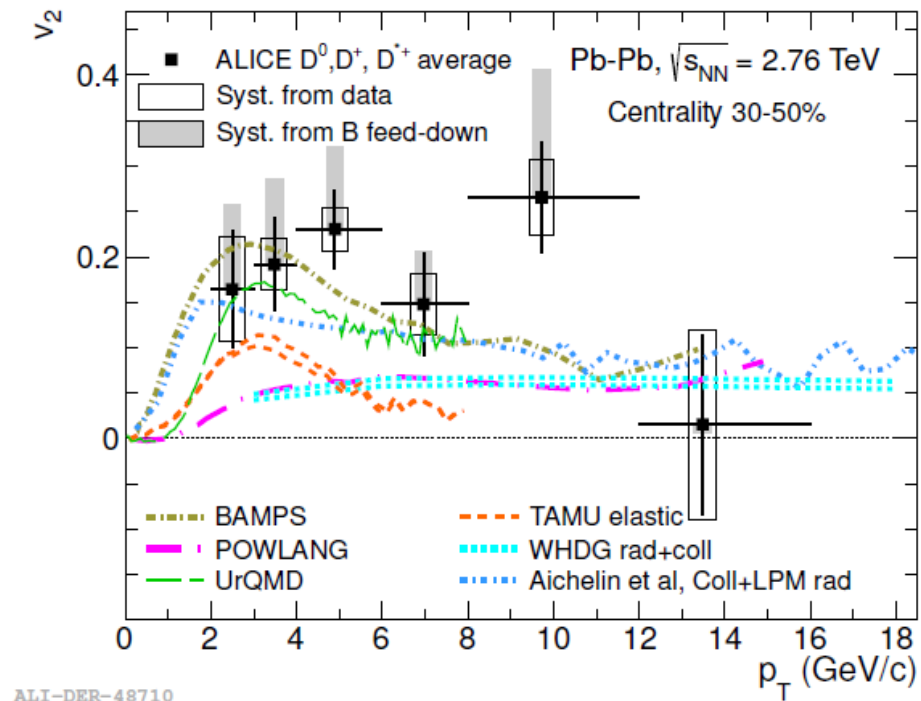 v₂
0.4
0.2
0
ALICE D⁰,D⁺, D*⁺ average
Syst. from data
Syst. from B feed-down
Pb-Pb, √sNN = 2.76 TeV
Centrality 30-50%
BAMPS
POWLANG
UrQMD
TAMU elastic
WHDG rad+coll
Aichelin et al, Coll+LPM rad
0 2 4 6 8 10 12 14 16 18
p_T (GeV/c)
ALI-DER-48710